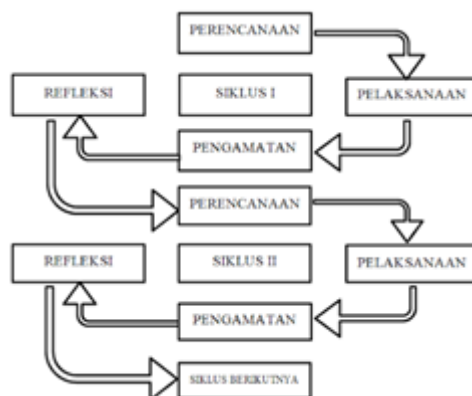 PERENCANAAN
REFLEKSI
SIKLUS I
PELAKSANAAN
PENGAMATAN
PERENCANAAN
REFLEKSI
SIKLUS II
PELAKSANAAN
PENGAMATAN
SIKLUS BERIKUTNYA